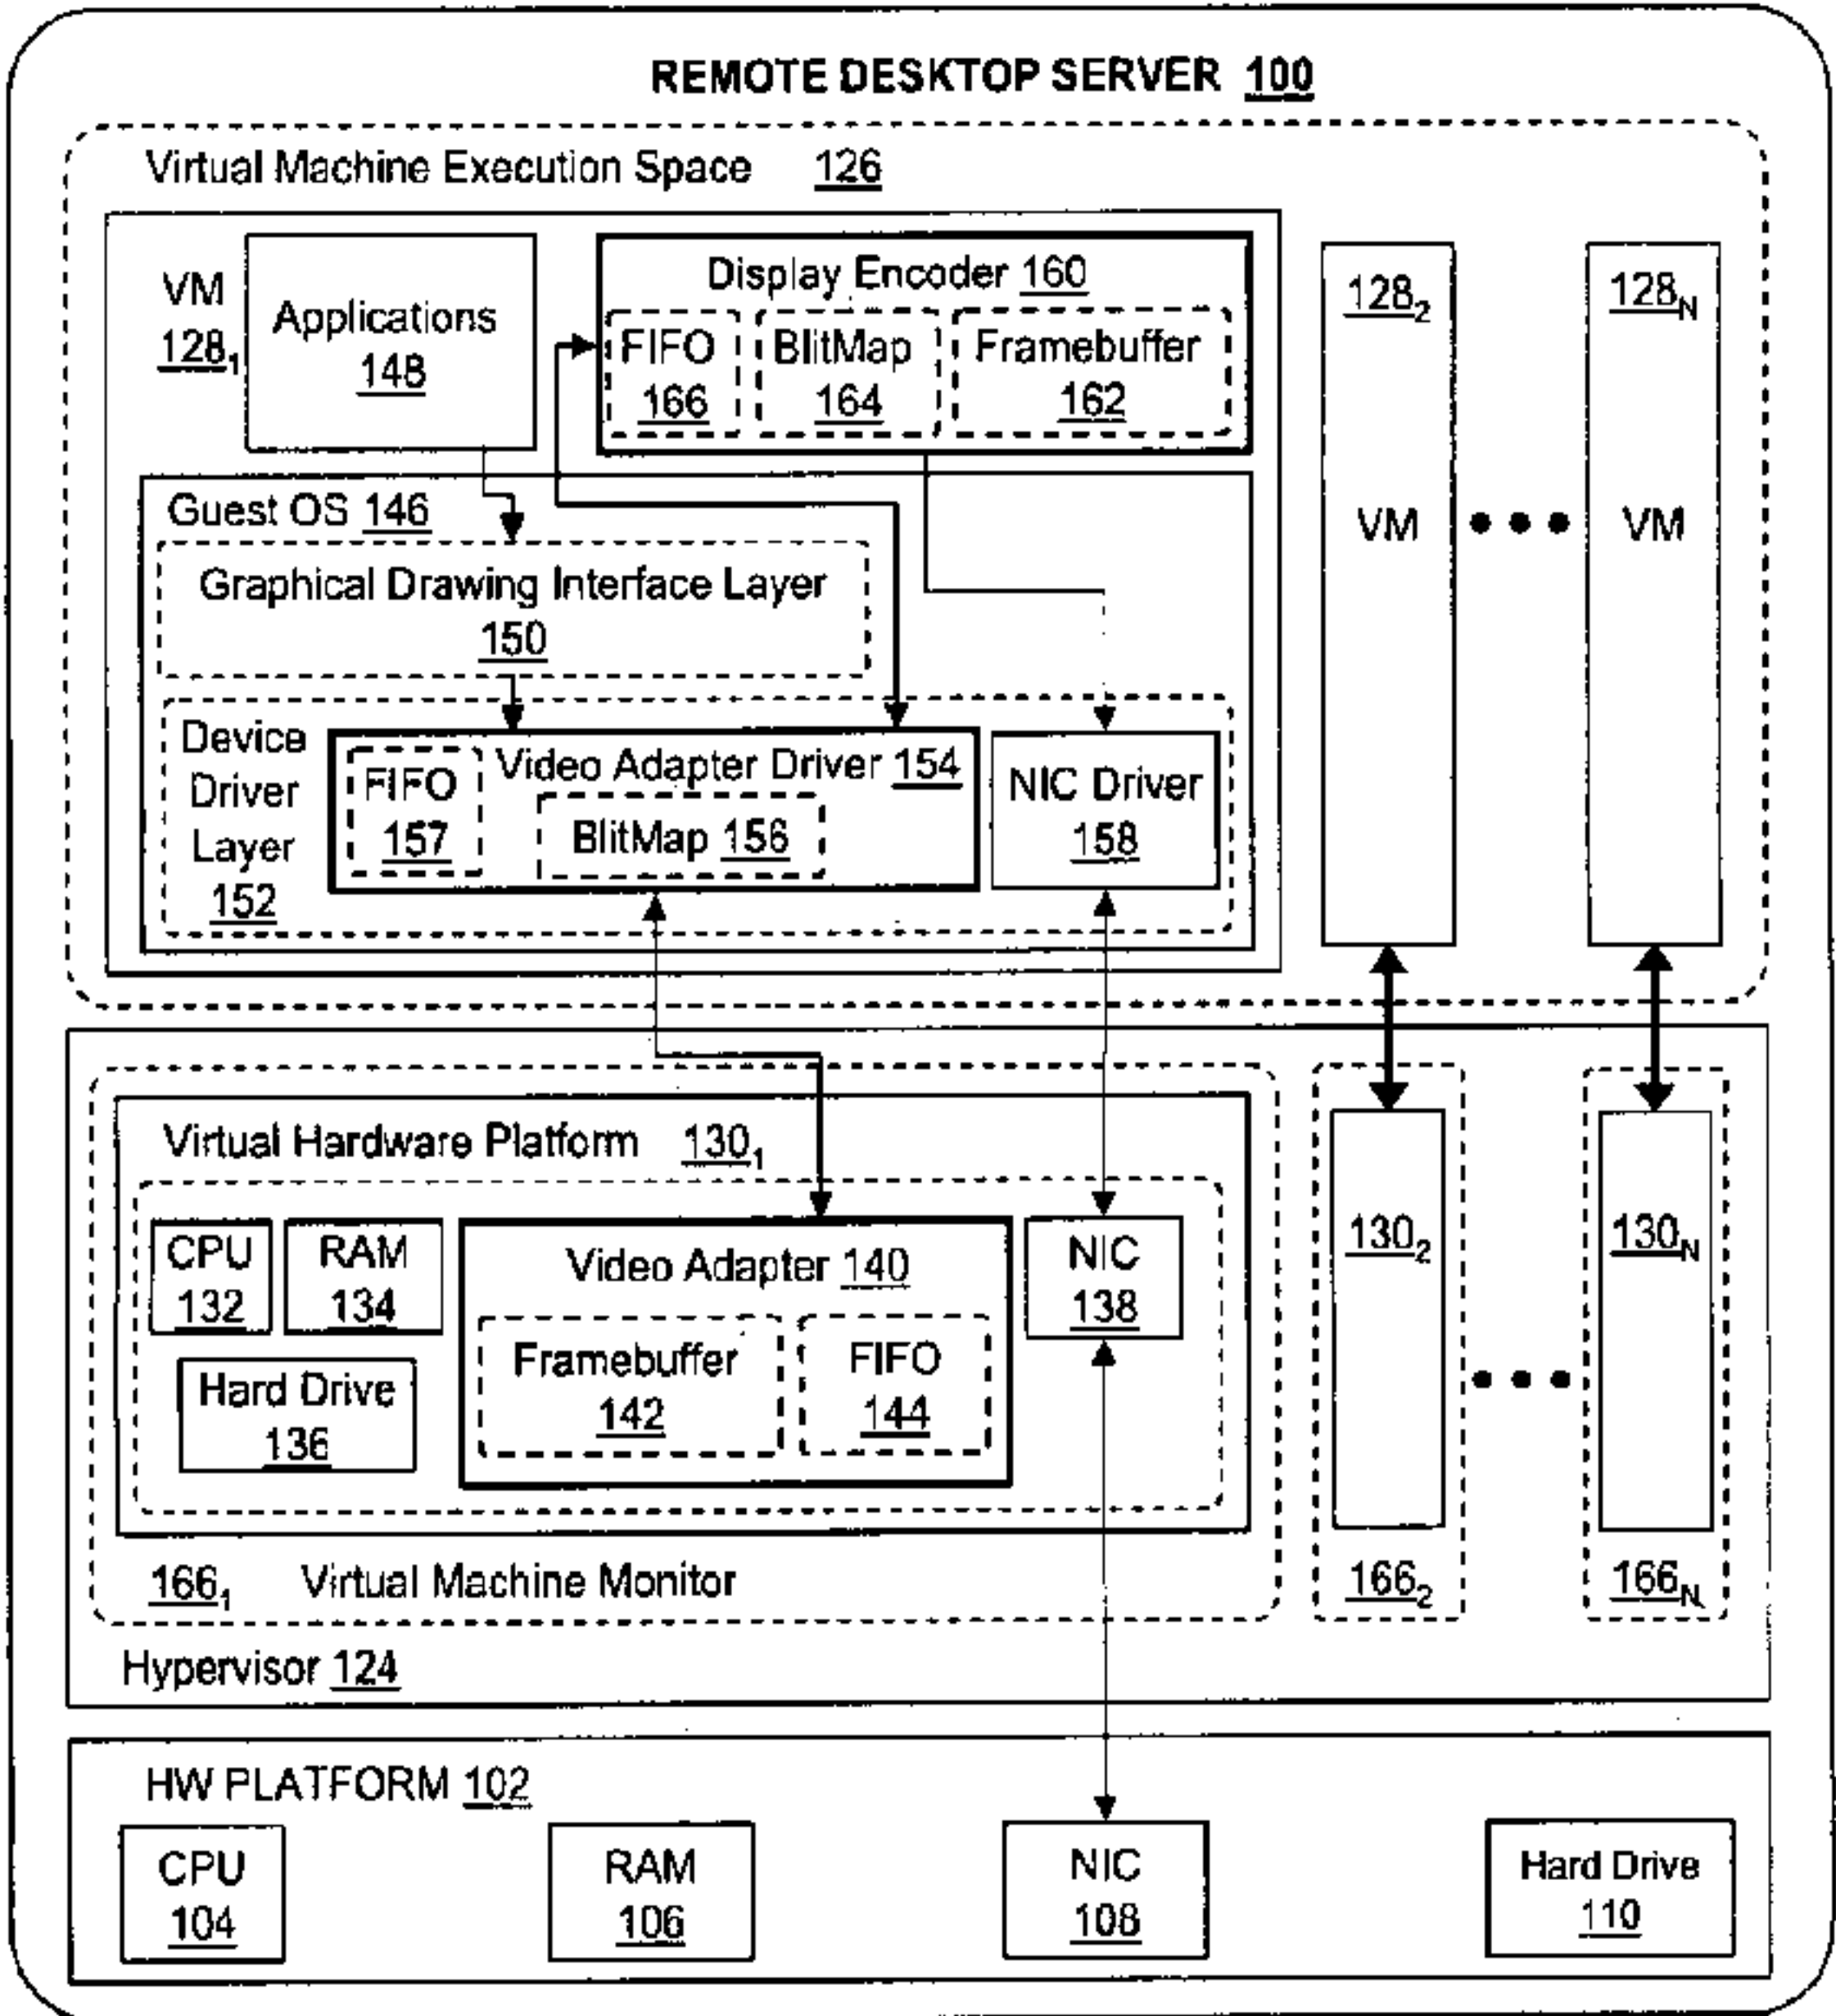 REMOTE DESKTOP SERVER 100
Virtual Machine Execution Space 126
VM
128₁
Applications
148
Display Encoder 160
FIFO
166
BlitMap
164
Framebuffer
162
128₂
VM
128N
VM
Guest OS 146
Graphical Drawing Interface Layer
150
Device
Driver
Layer
152
Video Adapter Driver 154
FIFO
157
BlitMap 156
NIC Driver
158
Virtual Hardware Platform 130₁
CPU
132
RAM
134
Hard Drive
136
Video Adapter 140
Framebuffer
142
FIFO
144
NIC
138
130₂
130N
166₁ Virtual Machine Monitor
166₂
166N
Hypervisor 124
HW PLATFORM 102
CPU
104
RAM
106
NIC
108
Hard Drive
110